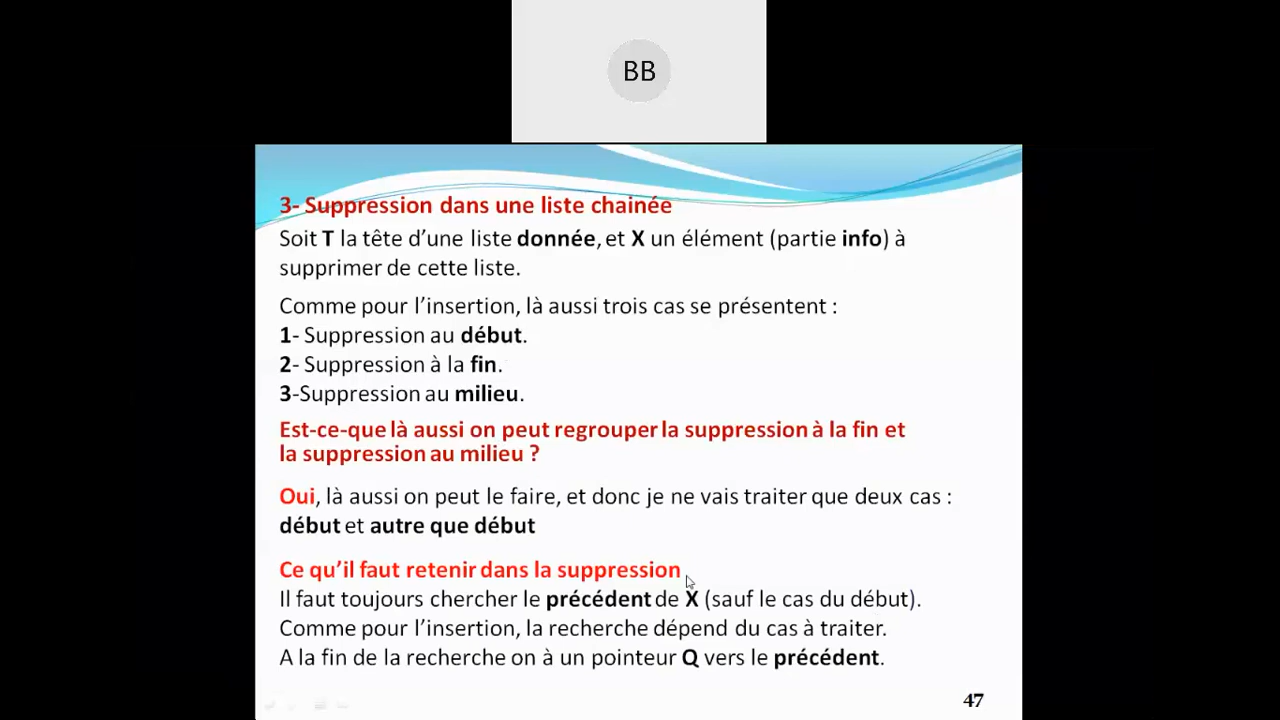 BB
3- Suppression dans une liste chainée
Soit T la tête d’une liste donnée, et X un élément (partie info) à
supprimer de cette liste.
Comme pour l’insertion, là aussi trois cas se présentent :
1- Suppression au début.
2- Suppression à la fin.
3-Suppression au milieu.
Est-ce-que là aussi on peut regrouper la suppression à la fin et
la suppression au milieu ?
Oui, là aussi on peut le faire, et donc je ne vais traiter que deux cas :
début et autre que début
Ce qu’il faut retenir dans la suppression
Il faut toujours chercher le précédent de X (sauf le cas du début).
Comme pour l’insertion, la recherche dépend du cas à traiter.
A la fin de la recherche on à un pointeur Q vers le précédent.
47